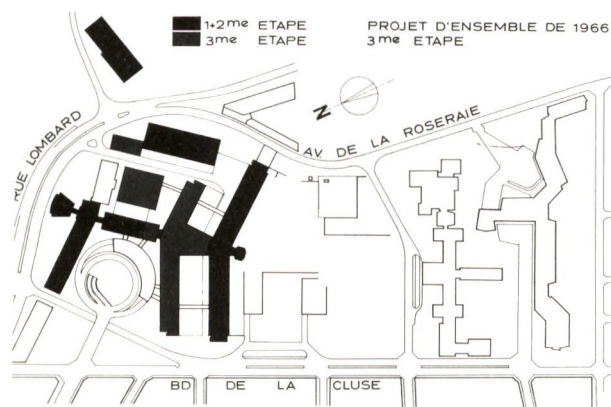 1+2me ETAPE
3me ETAPE
PROJET D'ENSEMBLE DE 1966
3me ETAPE
N
RUE LOMBARD
AV. DE LA ROSERAIE
BD DE LA CLUSE